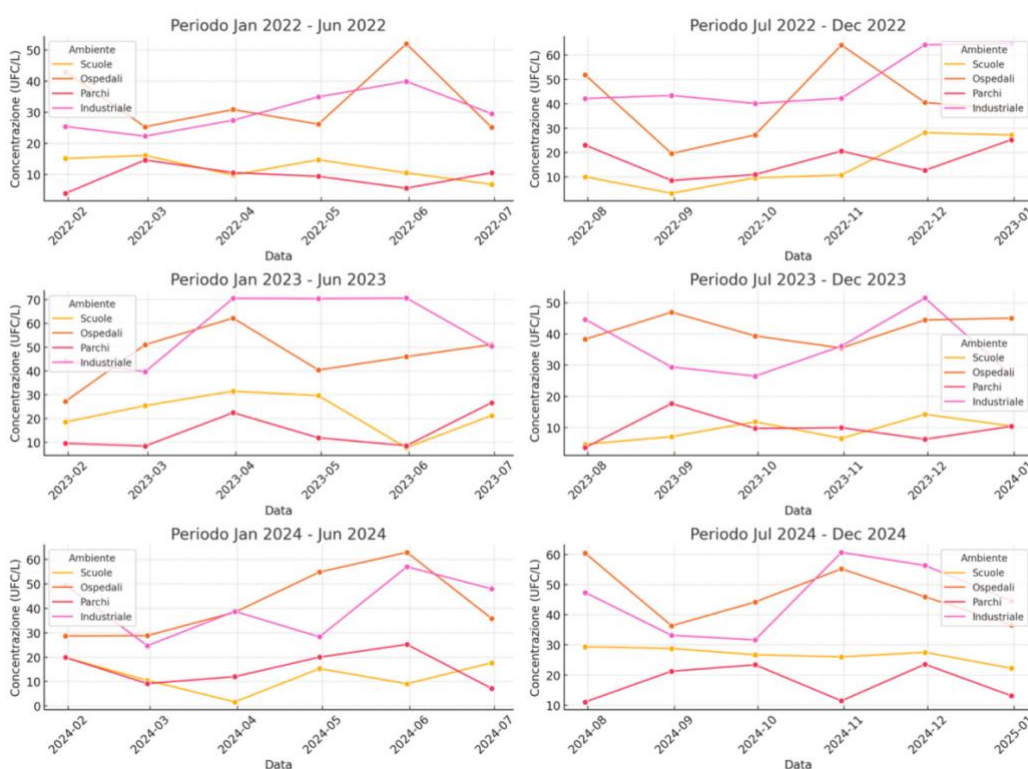 Periodo Jan 2022 - Jun 2022
Concentrazione (UFC/L)
50
40
30
20
10
Ambiente
Scuole
Ospedali
Parchi
Industriale
2022-02
2022-03
2022-04
2022-05
2022-06
2022-07
Data
Periodo Jul 2022 - Dec 2022
Concentrazione (UFC/L)
60
50
40
30
20
10
Ambiente
Scuole
Ospedali
Parchi
Industriale
2022-08
2022-09
2022-10
2022-11
2022-12
2023-01
Data
Periodo Jan 2023 - Jun 2023
Concentrazione (UFC/L)
70
60
50
40
30
20
10
Ambiente
Scuole
Ospedali
Parchi
Industriale
2023-02
2023-03
2023-04
2023-05
2023-06
2023-07
Data
Periodo Jul 2023 - Dec 2023
Concentrazione (UFC/L)
50
40
30
20
10
Ambiente
Scuole
Ospedali
Parchi
Industriale
2023-08
2023-09
2023-10
2023-11
2023-12
2024-01
Data
Periodo Jan 2024 - Jun 2024
Concentrazione (UFC/L)
60
50
40
30
20
10
0
Ambiente
Scuole
Ospedali
Parchi
Industriale
2024-02
2024-03
2024-04
2024-05
2024-06
2024-07
Data
Periodo Jul 2024 - Dec 2024
Concentrazione (UFC/L)
60
50
40
30
20
10
Ambiente
Scuole
Ospedali
Parchi
Industriale
2024-08
2024-09
2024-10
2024-11
2024-12
2025-01
Data